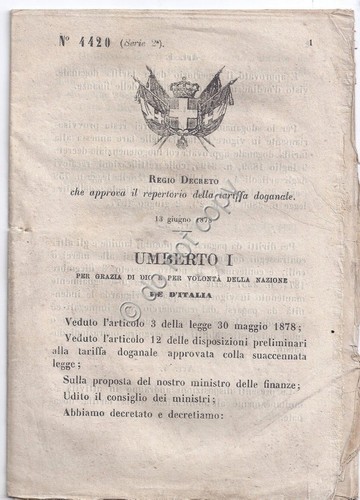 N° 4420 (Serie 2ª).
1
REGIO DECRETO
che approva il repertorio della tariffa doganale.
13 giugno 1878
UMBERTO I
PER GRAZIA DI DIO E PER VOLONTÀ DELLA NAZIONE
RE D'ITALIA
Veduto l'articolo 3 della legge 30 maggio 1878;
Veduto l'articolo 12 delle disposizioni preliminari
alla tariffa doganale approvata colla suaccennata
legge;
Sulla proposta del nostro ministro delle finanze;
Udito il consiglio dei ministri;
Abbiamo decretato e decretiamo:
do not copy